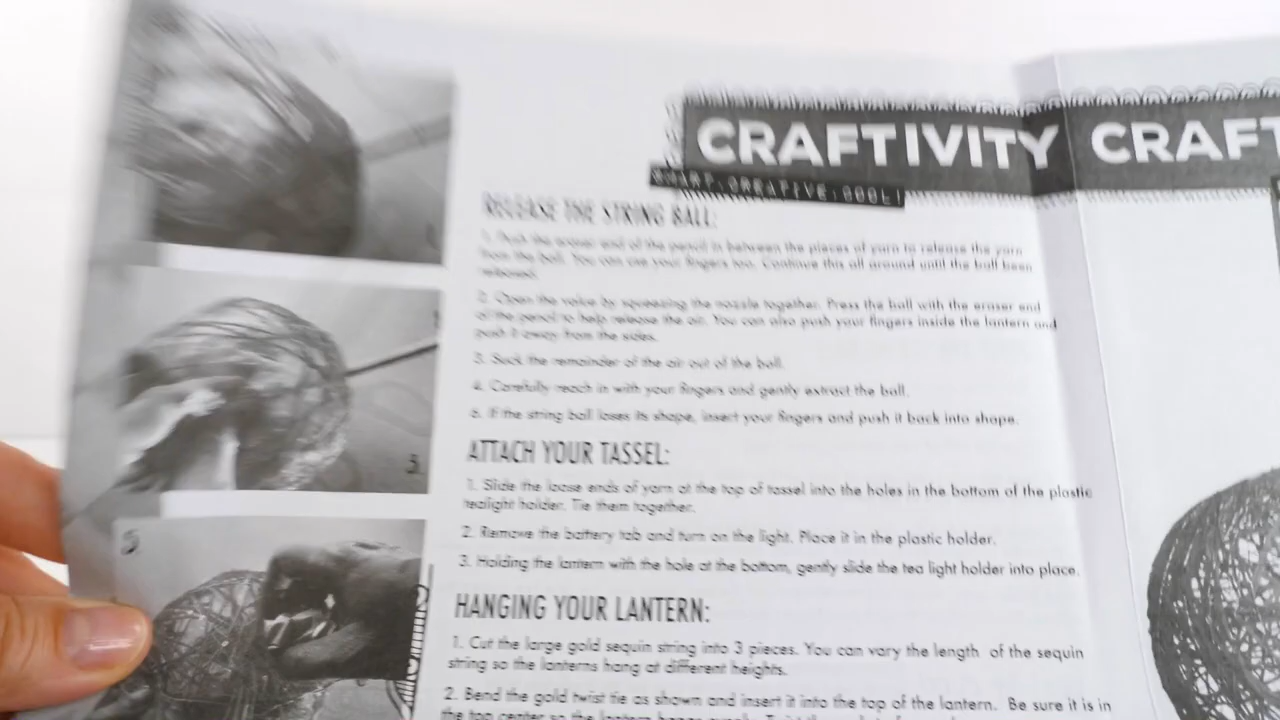 CRAFTIVITY CRAFT
SMART. CREATIVE. COOL!
RELEASE THE STRING BALL:
1. Push the eraser end of the pencil in between the pieces of yarn to release the yarn
from the ball. You can use your fingers too. Continue this all around until the ball been
released.
2. Open the valve by squeezing the nozzle together. Press the ball with the eraser end
of the pencil to help release the air. You can also push your fingers inside the lantern and
push it away from the sides.
3. Suck the remainder of the air out of the ball.
4. Carefully reach in with your fingers and gently extract the ball.
6. If the string ball loses its shape, insert your fingers and push it back into shape.
ATTACH YOUR TASSEL:
1. Slide the loose ends of yarn at the top of tassel into the holes in the bottom of the plastic
tealight holder. Tie them together.
2. Remove the battery tab and turn on the light. Place it in the plastic holder.
3. Holding the lantern with the hole at the bottom, gently slide the tea light holder into place.
HANGING YOUR LANTERN:
1. Cut the large gold sequin string into 3 pieces. You can vary the length of the sequin
string so the lanterns hang at different heights.
2. Bend the gold twist tie as shown and insert it into the top of the lantern. Be sure it is in
the top center so the lantern hangs
3.
5